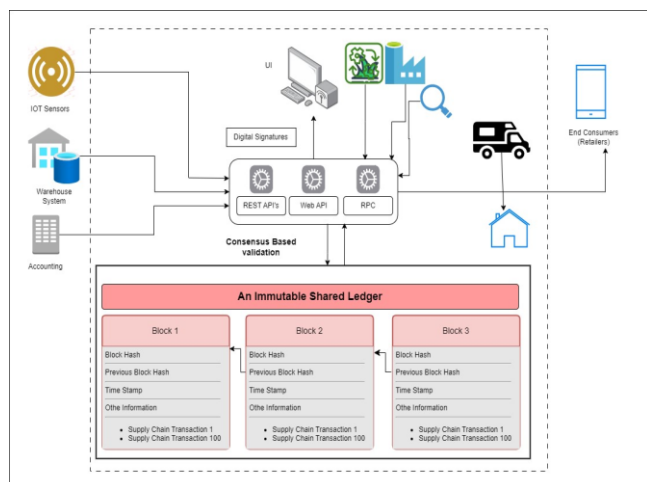 UI
IOT Sensors
Digital Signatures
End Consumers
(Retailers)
Warehouse
System
REST API's
Web API
RPC
Accounting
Consensus Based
validation
An Immutable Shared Ledger
Block 1
Block Hash
Previous Block Hash
Time Stamp
Othe Information
• Supply Chain Transaction 1
• Supply Chain Transaction 100
Block 2
Block Hash
Previous Block Hash
Time Stamp
Othe Information
• Supply Chain Transaction 1
• Supply Chain Transaction 100
Block 3
Block Hash
Previous Block Hash
Time Stamp
Othe Information
• Supply Chain Transaction 1
• Supply Chain Transaction 100